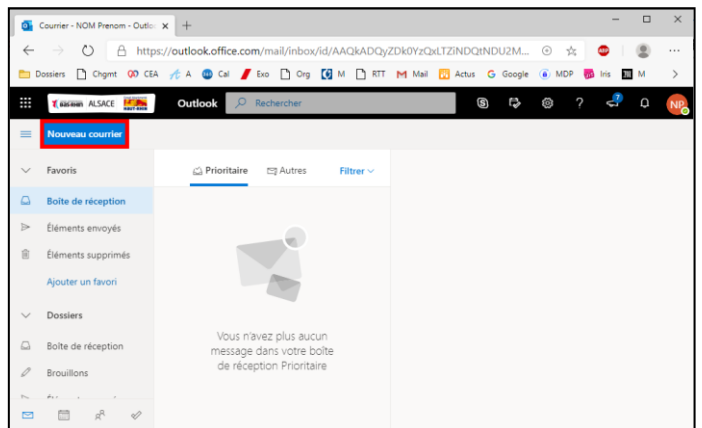 Courrier - NOM Prenom - Outlo
https://outlook.office.com/mail/inbox/id/AAQkADQyZDk0YzQxLTZiNDQtNDU2M...
Dossiers Chgmt CEA A Cal Exo Org M RTT Mail Actus Google MDP Iris M
ALSACE Outlook Rechercher NP
Nouveau courrier
Favoris Prioritaire Autres Filtrer
Boîte de réception
Éléments envoyés
Éléments supprimés
Ajouter un favori
Dossiers
Vous n'avez plus aucun
Boîte de réception message dans votre boîte
de réception Prioritaire
Brouillons